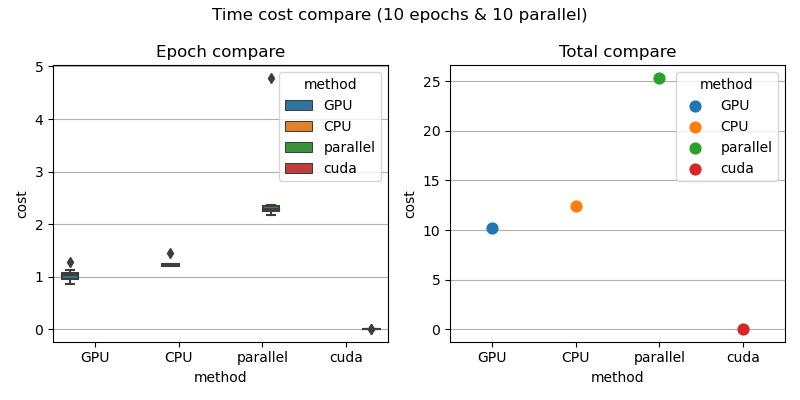 Time cost compare (10 epochs & 10 parallel)
Epoch compare
cost
5
4
3
2
1
0
method
GPU
CPU
parallel
cuda
GPU
CPU
parallel
cuda
method
Total compare
cost
25
20
15
10
5
0
method
GPU
CPU
parallel
cuda
GPU
CPU
parallel
cuda
method